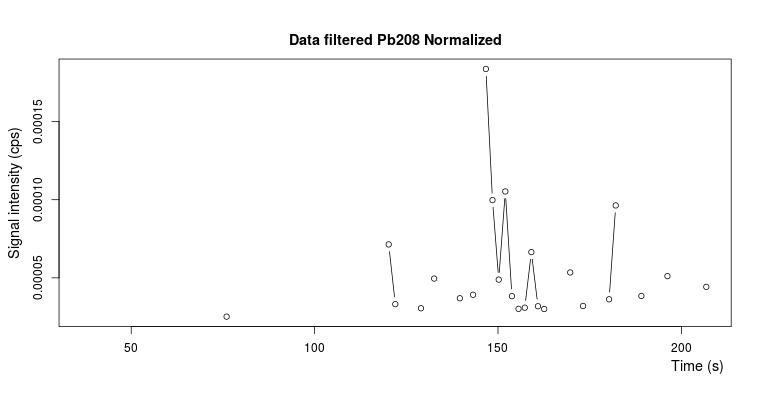 Data filtered Pb208 Normalized
Signal intensity (cps)
0.00015
0.00010
0.00005
50 100 150 200
Time (s)